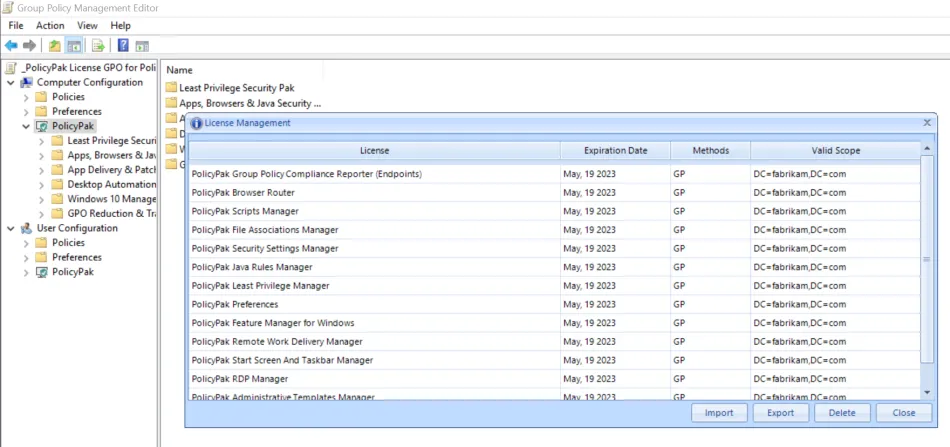 Group Policy Management Editor
File Action View Help
_PolicyPak License GPO for Poli
Computer Configuration
Policies
Preferences
PolicyPak
Least Privilege Securi
Apps, Browsers & Ja
App Delivery & Patch
Desktop Automation
Windows 10 Manage
GPO Reduction & Tr
User Configuration
Policies
Preferences
PolicyPak
Name
Least Privilege Security Pak
Apps, Browsers & Java Security ...
A
D
W
G
License Management
License Expiration Date Methods Valid Scope
PolicyPak Group Policy Compliance Reporter (Endpoints) May, 19 2023 GP DC=fabrikam,DC=com
PolicyPak Browser Router May, 19 2023 GP DC=fabrikam,DC=com
PolicyPak Scripts Manager May, 19 2023 GP DC=fabrikam,DC=com
PolicyPak File Associations Manager May, 19 2023 GP DC=fabrikam,DC=com
PolicyPak Security Settings Manager May, 19 2023 GP DC=fabrikam,DC=com
PolicyPak Java Rules Manager May, 19 2023 GP DC=fabrikam,DC=com
PolicyPak Least Privilege Manager May, 19 2023 GP DC=fabrikam,DC=com
PolicyPak Preferences May, 19 2023 GP DC=fabrikam,DC=com
PolicyPak Feature Manager for Windows May, 19 2023 GP DC=fabrikam,DC=com
PolicyPak Remote Work Delivery Manager May, 19 2023 GP DC=fabrikam,DC=com
PolicyPak Start Screen And Taskbar Manager May, 19 2023 GP DC=fabrikam,DC=com
PolicyPak RDP Manager May, 19 2023 GP DC=fabrikam,DC=com
PolicyPak Administrative Templates Manager May, 19 2023 GP DC=fabrikam,DC=com
Import Export Delete Close